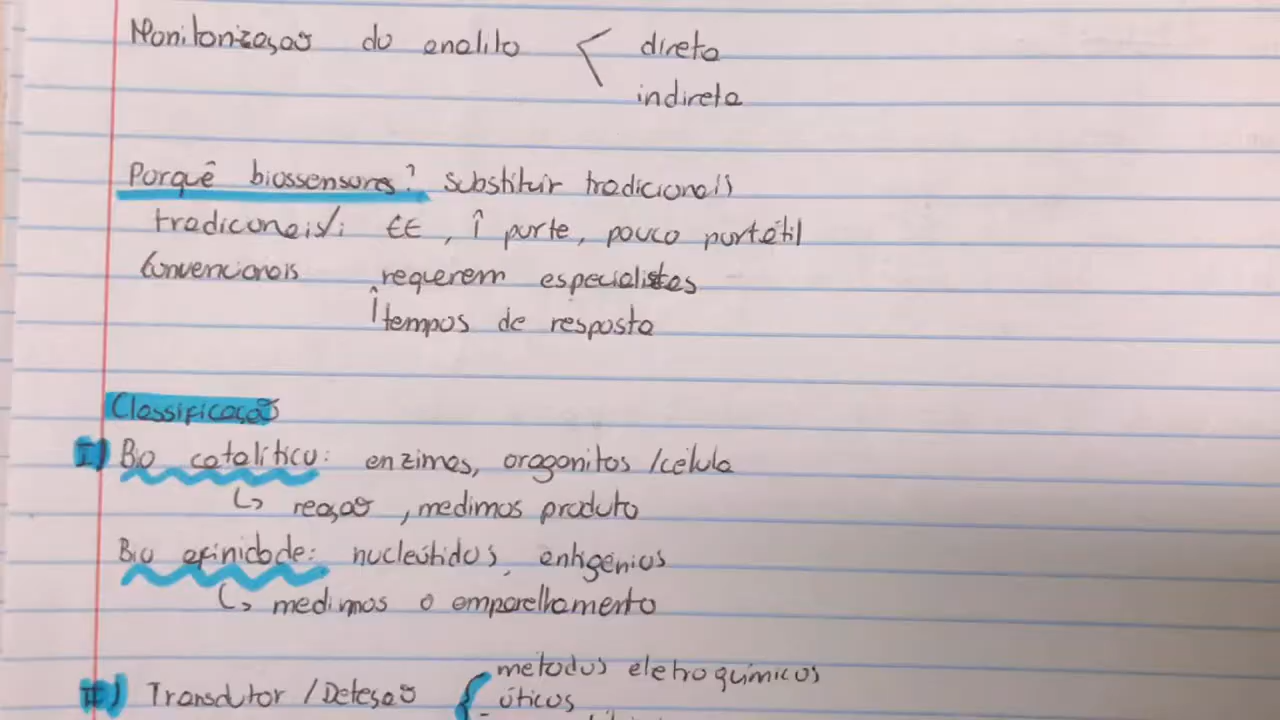 Monitorização do analito < direta
indireta
Porquê biossensores? substituir tradicionais
tradiconais/: €€, ↑ porte, pouco portátil
Convencionais requerem especialistas
↑ tempos de resposta
Classificação
I) Bio catalítico: enzimas, oragonitos /célula
↳ reação, medimos produto
Bio afinidade: nucleótidos, antigénios
↳ medimos o emparelhamento
métodos eletroquímicos
II) Transdutor / Deteção { óticos